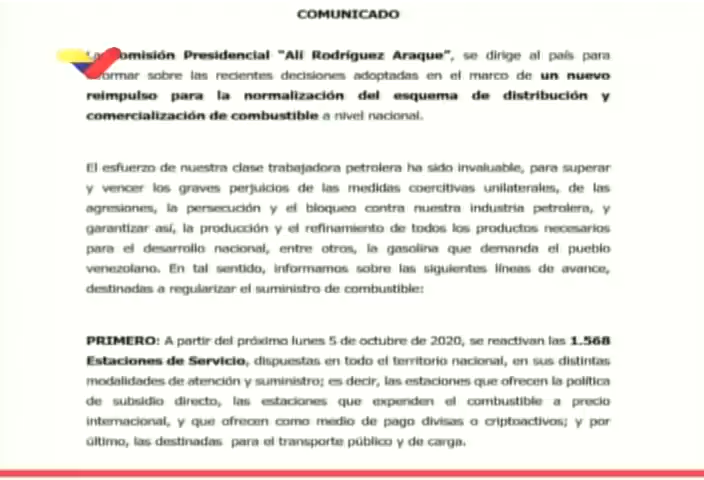 COMUNICADO
La Comisión Presidencial "Alí Rodríguez Araque", se dirige al país para
informar sobre las recientes decisiones adoptadas en el marco de un nuevo
reimpulso para la normalización del esquema de distribución y
comercialización de combustible a nivel nacional.
El esfuerzo de nuestra clase trabajadora petrolera ha sido invaluable, para superar
y vencer los graves perjuicios de las medidas coercitivas unilaterales, de las
agresiones, la persecución y el bloqueo contra nuestra industria petrolera, y
garantizar así, la producción y el refinamiento de todos los productos necesarios
para el desarrollo nacional, entre otros, la gasolina que demanda el pueblo
venezolano. En tal sentido, informamos sobre las siguientes líneas de avance,
destinadas a regularizar el suministro de combustible:
PRIMERO: A partir del próximo lunes 5 de octubre de 2020, se reactivan las 1.568
Estaciones de Servicio, dispuestas en todo el territorio nacional, en sus distintas
modalidades de atención y suministro; es decir, las estaciones que ofrecen la política
de subsidio directo, las estaciones que expenden el combustible a precio
internacional, y que ofrecen como medio de pago divisas o criptoactivos; y por
último, las destinadas para el transporte público y de carga.